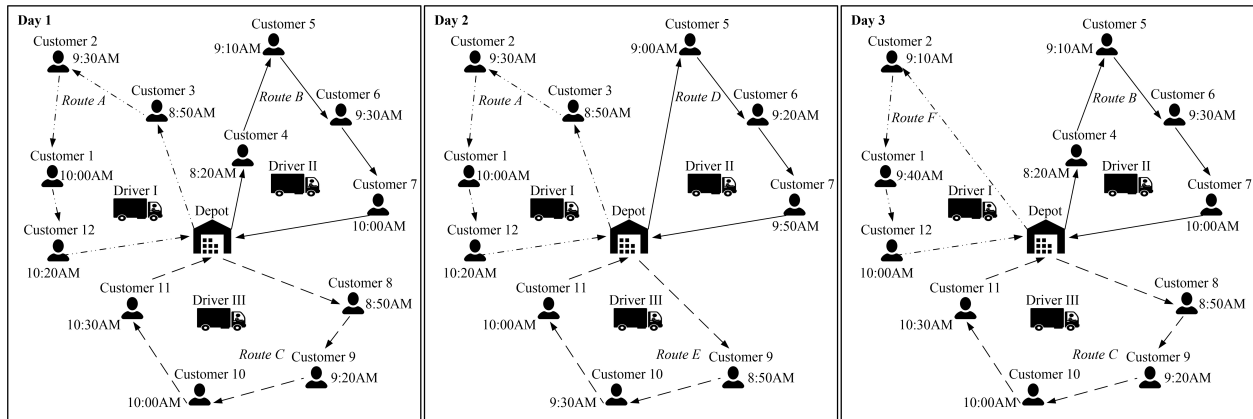 Day 1
Customer 5
9:10AM
Customer 2
9:30AM
Route A
Customer 3
8:50AM
Route B
Customer 6
9:30AM
Customer 4
8:20AM
Driver II
Customer 1
10:00AM
Driver I
Customer 7
10:00AM
Depot
Customer 12
10:20AM
Customer 11
10:30AM
Driver III
Customer 8
8:50AM
Route C
Customer 9
9:20AM
Customer 10
10:00AM
Day 2
Customer 5
9:00AM
Customer 2
9:30AM
Route A
Customer 3
8:50AM
Route D
Customer 6
9:20AM
Driver II
Customer 1
10:00AM
Driver I
Customer 7
9:50AM
Depot
Customer 12
10:20AM
Customer 11
10:00AM
Driver III
Route E
Customer 9
8:50AM
Customer 10
9:30AM
Day 3
Customer 5
9:10AM
Customer 2
9:10AM
Route F
Route B
Customer 6
9:30AM
Customer 4
8:20AM
Driver II
Customer 1
9:40AM
Driver I
Customer 7
10:00AM
Depot
Customer 12
10:00AM
Customer 11
10:30AM
Driver III
Customer 8
8:50AM
Route C
Customer 9
9:20AM
Customer 10
10:00AM